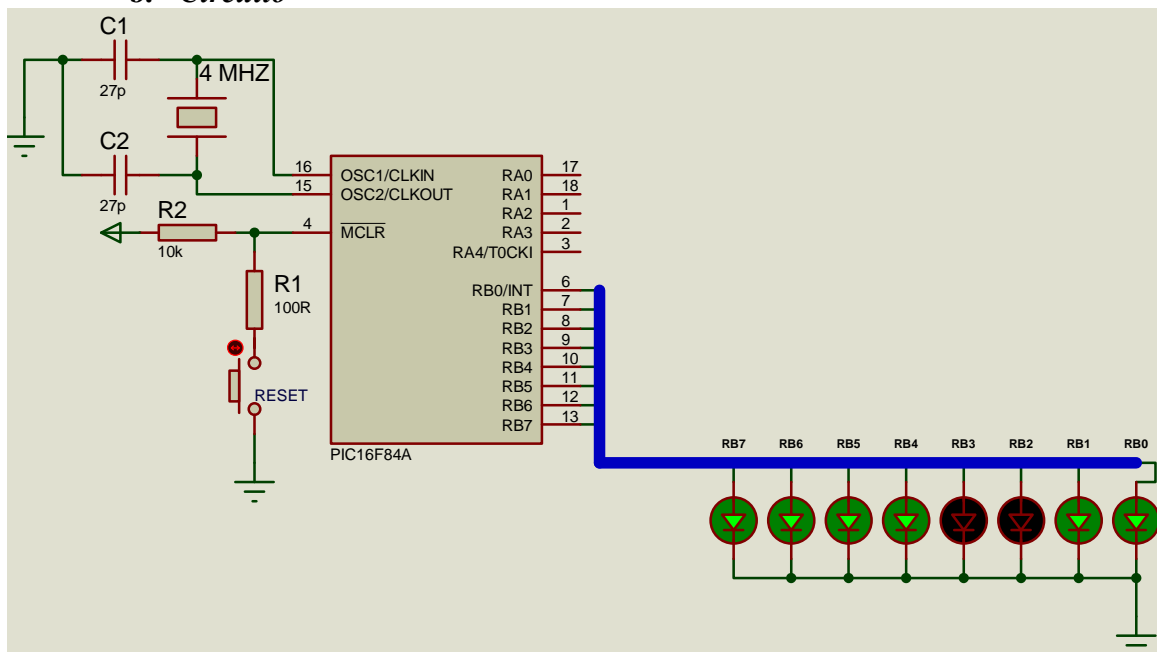 C1
4 MHZ
27p
C2
27p
R2
10k
R1
100R
RESET
16
15
4
OSC1/CLKIN
OSC2/CLKOUT
MCLR
RA0
RA1
RA2
RA3
RA4/T0CKI
RB0/INT
RB1
RB2
RB3
RB4
RB5
RB6
RB7
17
18
1
2
3
6
7
8
9
10
11
12
13
PIC16F84A
RB7 RB6 RB5 RB4 RB3 RB2 RB1 RB0